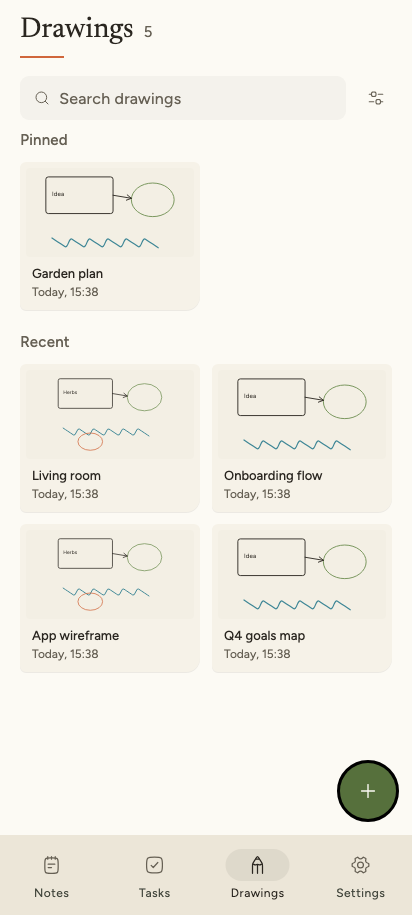 Drawings 5
Search drawings
Pinned
Idea
Garden plan
Today, 15:38
Recent
Herbs
Living room
Today, 15:38
Idea
Onboarding flow
Today, 15:38
Herbs
App wireframe
Today, 15:38
Idea
Q4 goals map
Today, 15:38
Notes
Tasks
Drawings
Settings